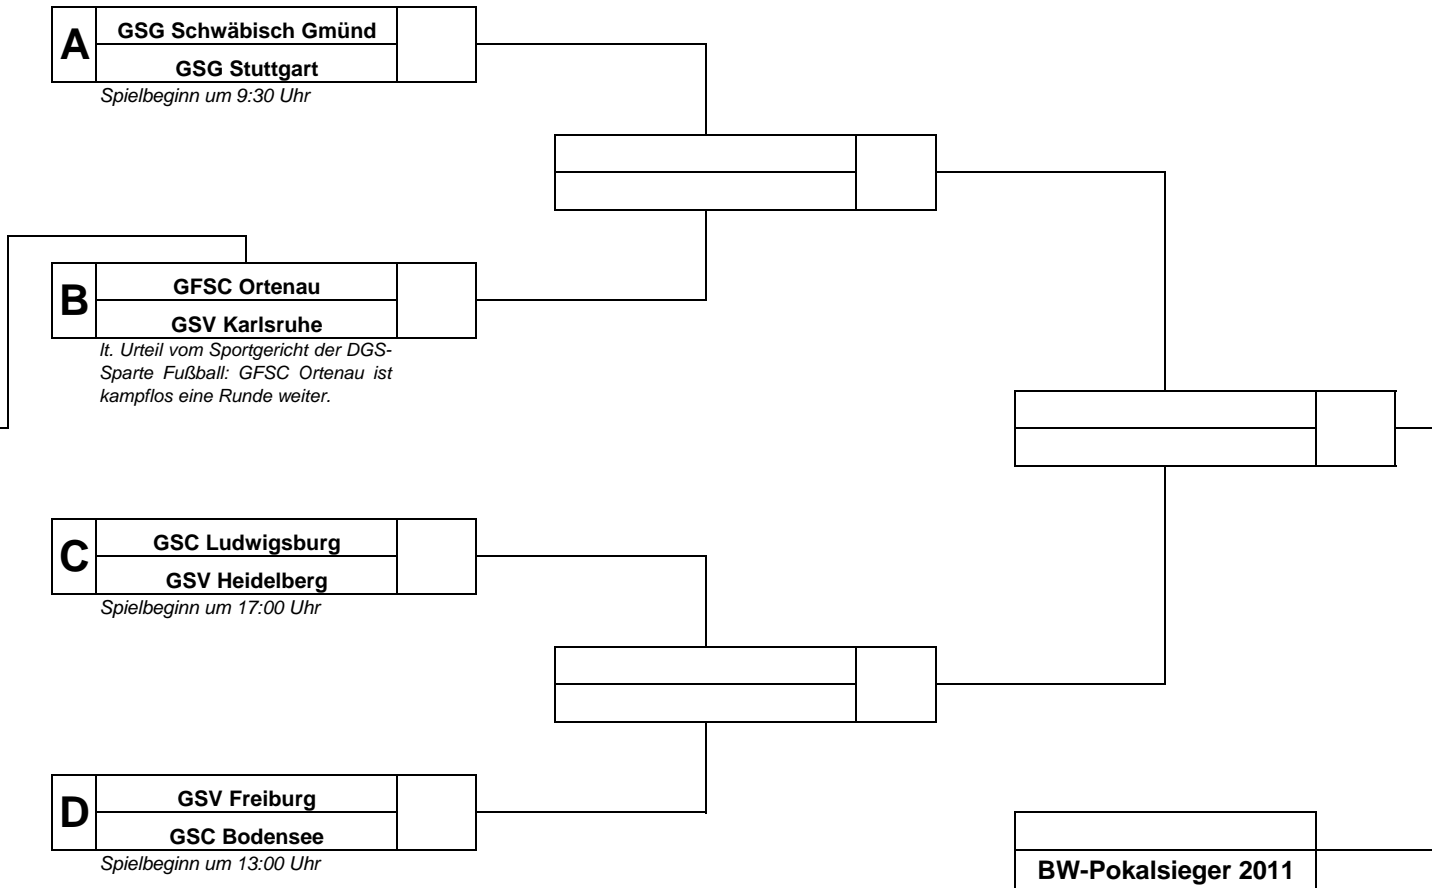 A
GSG Schwäbisch Gmünd
GSG Stuttgart
Spielbeginn um 9:30 Uhr
B
GFSC Ortenau
GSV Karlsruhe
lt. Urteil vom Sportgericht der DGS-
Sparte Fußball: GFSC Ortenau ist
kampflos eine Runde weiter.
C
GSC Ludwigsburg
GSV Heidelberg
Spielbeginn um 17:00 Uhr
D
GSV Freiburg
GSC Bodensee
Spielbeginn um 13:00 Uhr
BW-Pokalsieger 2011